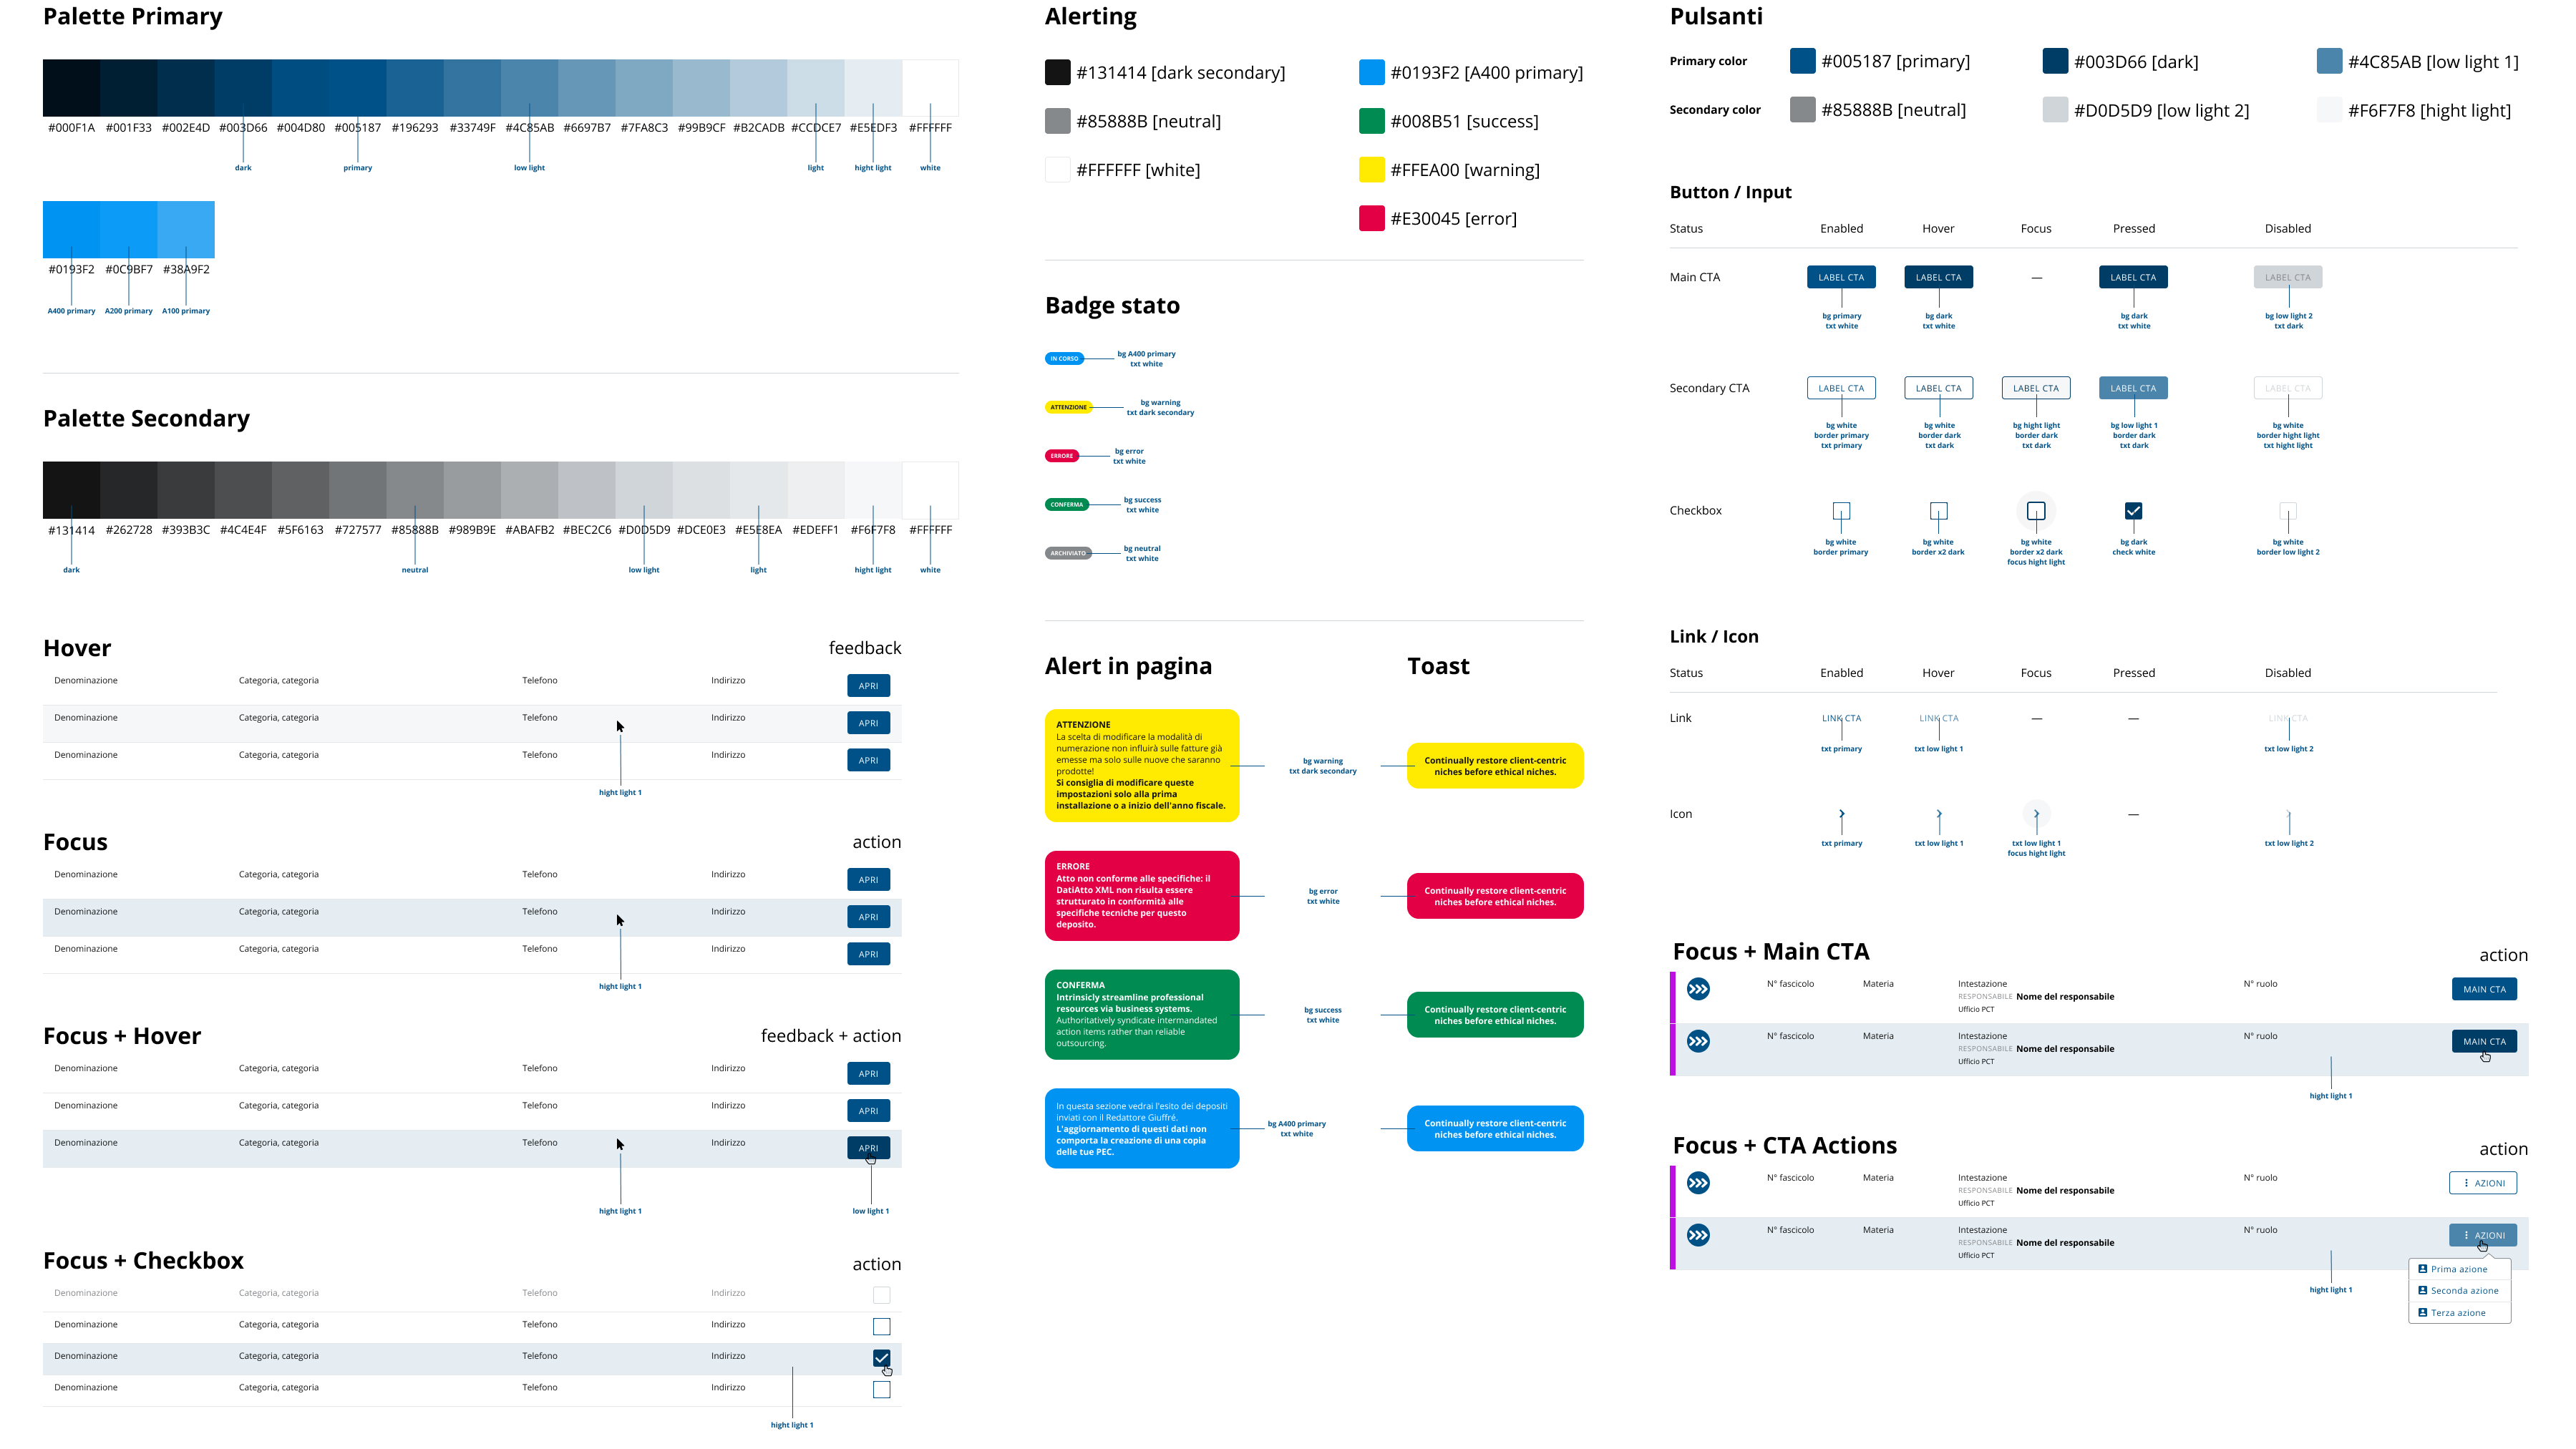 Palette Primary
#000F1A #001F33 #002E4D #003D66 #004D80 #005187 #196293 #33749F #4C85AB #6697B7 #7FA8C3 #99B9CF #B2CADB #CCDCE7 #E5EDF3 #FFFFFF
dark primary low light light hight light white
#0193F2 #0C9BF7 #38A9F2
A400 primary A200 primary A100 primary
Palette Secondary
#131414 #262728 #393B3C #4C4E4F #5F6163 #727577 #85888B #989B9E #ABAFB2 #BEC2C6 #D0D5D9 #DCE0E3 #E5E8EA #EDEFF1 #F6F7F8 #FFFFFF
dark neutral low light light hight light white
Hover feedback
Denominazione Categoria, categoria Telefono Indirizzo APRI
Denominazione Categoria, categoria Telefono Indirizzo APRI
Denominazione Categoria, categoria Telefono Indirizzo APRI
hight light 1
Focus action
Denominazione Categoria, categoria Telefono Indirizzo APRI
Denominazione Categoria, categoria Telefono Indirizzo APRI
Denominazione Categoria, categoria Telefono Indirizzo APRI
hight light 1
Focus + Hover feedback + action
Denominazione Categoria, categoria Telefono Indirizzo APRI
Denominazione Categoria, categoria Telefono Indirizzo APRI
Denominazione Categoria, categoria Telefono Indirizzo APRI
hight light 1 low light 1
Focus + Checkbox action
Denominazione Categoria, categoria Telefono Indirizzo
Denominazione Categoria, categoria Telefono Indirizzo
Denominazione Categoria, categoria Telefono Indirizzo
Denominazione Categoria, categoria Telefono Indirizzo
hight light 1
Alerting
#131414 [dark secondary] #0193F2 [A400 primary]
#85888B [neutral] #008B51 [success]
#FFFFFF [white] #FFEA00 [warning]
#E30045 [error]
Badge stato
IN CORSO bg A400 primary
txt white
ATTENZIONE bg warning
txt dark secondary
ERRORE bg error
txt white
CONFERMA bg success
txt white
ARCHIVIATO bg neutral
txt white
Alert in pagina Toast
ATTENZIONE
La scelta di modificare la modalità di
numerazione non influirà sulle fatture già
emesse ma solo sulle nuove che saranno
prodotte!
Si consiglia di modificare queste
impostazioni solo alla prima
installazione o a inizio dell'anno fiscale.
bg warning
txt dark secondary
Continually restore client-centric
niches before ethical niches.
ERRORE
Atto non conforme alle specifiche: il
DatiAtto XML non risulta essere
strutturato in conformità alle
specifiche tecniche per questo
deposito.
bg error
txt white
Continually restore client-centric
niches before ethical niches.
CONFERMA
Intrinsicly streamline professional
resources via business systems.
Authoritatively syndicate intermandated
action items rather than reliable
outsourcing.
bg success
txt white
Continually restore client-centric
niches before ethical niches.
In questa sezione vedrai l'esito dei depositi
inviati con il Redattore Giuffré.
L'aggiornamento di questi dati non
comporta la creazione di una copia
delle tue PEC.
bg A400 primary
txt white
Continually restore client-centric
niches before ethical niches.
Pulsanti
Primary color #005187 [primary] #003D66 [dark] #4C85AB [low light 1]
Secondary color #85888B [neutral] #D0D5D9 [low light 2] #F6F7F8 [hight light]
Button / Input
Status Enabled Hover Focus Pressed Disabled
Main CTA LABEL CTA LABEL CTA — LABEL CTA LABEL CTA
bg primary bg dark bg dark bg low light 2
txt white txt white txt white txt dark
Secondary CTA LABEL CTA LABEL CTA LABEL CTA LABEL CTA LABEL CTA
bg white bg white bg hight light bg low light 1 bg white
border primary border dark border dark border dark border hight light
txt primary txt dark txt dark txt dark txt hight light
Checkbox
bg white bg white bg white bg dark bg white
border primary border x2 dark border x2 dark check white border low light 2
focus hight light
Link / Icon
Status Enabled Hover Focus Pressed Disabled
Link LINK CTA LINK CTA — — LINK CTA
txt primary txt low light 1 txt low light 2
Icon —
txt primary txt low light 1 txt low light 1 txt low light 2
focus hight light
Focus + Main CTA action
N° fascicolo Materia Intestazione N° ruolo MAIN CTA
RESPONSABILE Nome del responsabile
Ufficio PCT
N° fascicolo Materia Intestazione N° ruolo MAIN CTA
RESPONSABILE Nome del responsabile
Ufficio PCT
hight light 1
Focus + CTA Actions action
N° fascicolo Materia Intestazione N° ruolo AZIONI
RESPONSABILE Nome del responsabile
Ufficio PCT
N° fascicolo Materia Intestazione N° ruolo AZIONI
RESPONSABILE Nome del responsabile
Ufficio PCT
hight light 1
Prima azione
Seconda azione
Terza azione